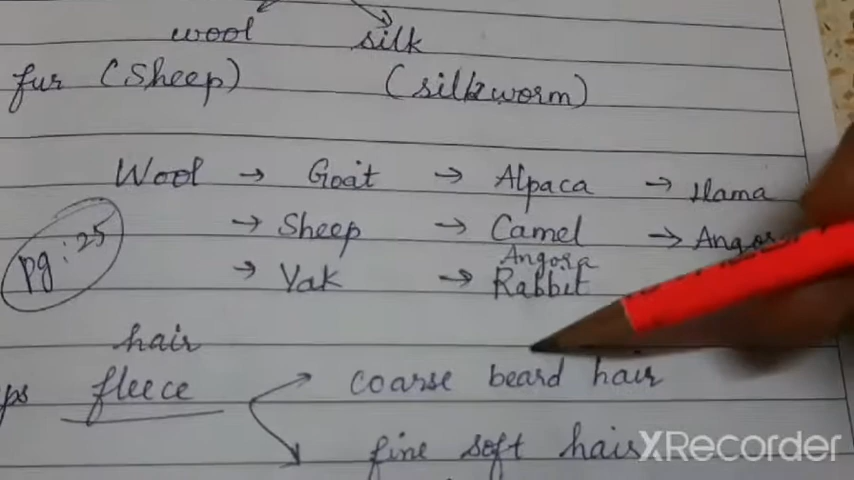 wool silk
fur (Sheep) (silkworm)
Wool → Goat → Alpaca → llama
→ Sheep → Camel →
pg: 25
→ Yak → Angora Rabbit
hair
fleece coarse beard hair
fine soft hair
XRecorder